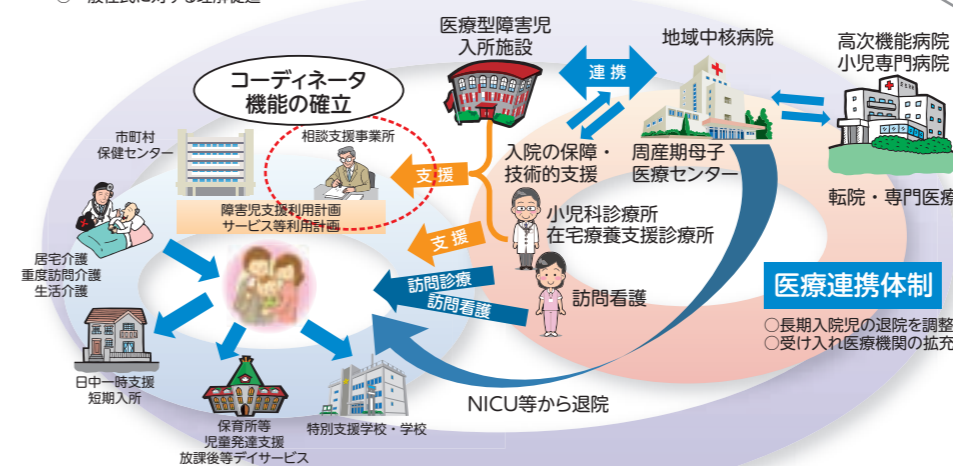 ○一般住民に対する理解促進
医療型障害児
入所施設
地域中核病院
高次機能病院
小児専門病院
連携
コーディネータ
機能の確立
市町村
保健センター
相談支援事業所
支援
入院の保障・
技術的支援
周産期母子
医療センター
転院・専門医療
障害児支援利用計画
サービス等利用計画
小児科診療所
在宅療養支援診療所
支援
居宅介護
重度訪問介護
生活介護
訪問診療
訪問看護
訪問看護
医療連携体制
○長期入院児の退院を調整
○受け入れ医療機関の拡充
日中一時支援
短期入所
NICU等から退院
保育所等
児童発達支援
放課後等デイサービス
特別支援学校・学校